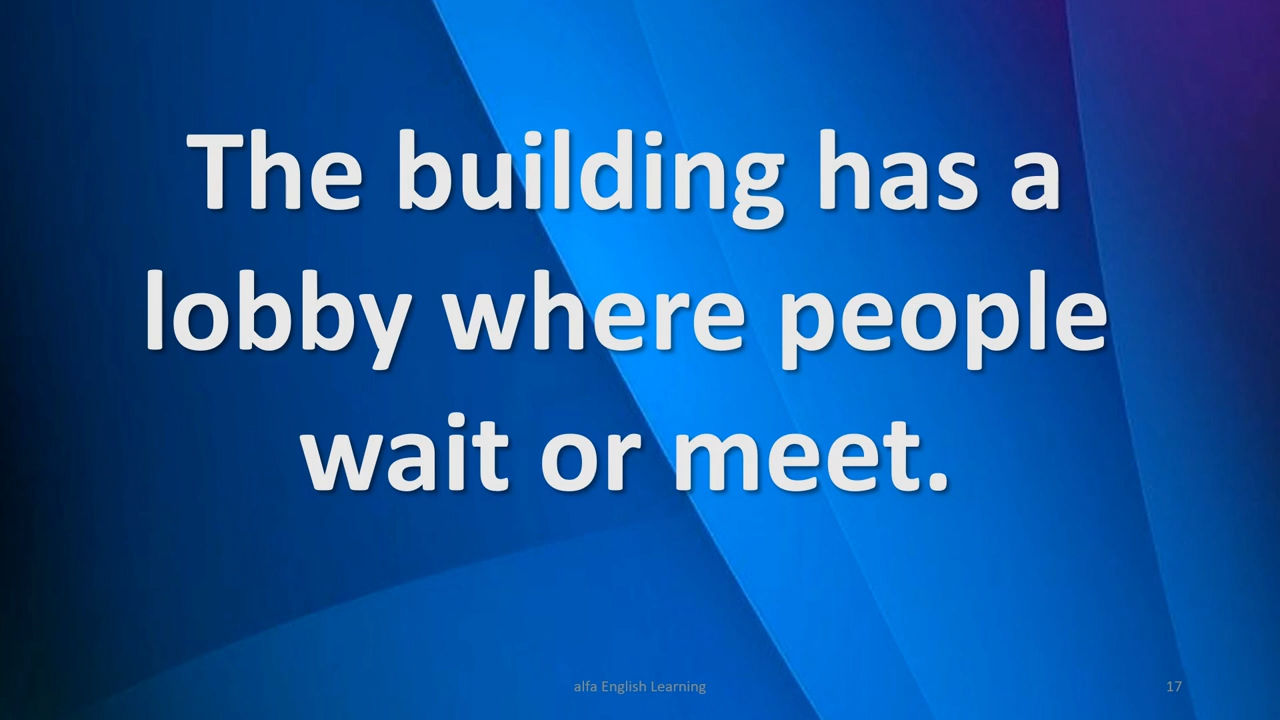 The building has a
lobby where people
wait or meet.
alfa English Learning
17